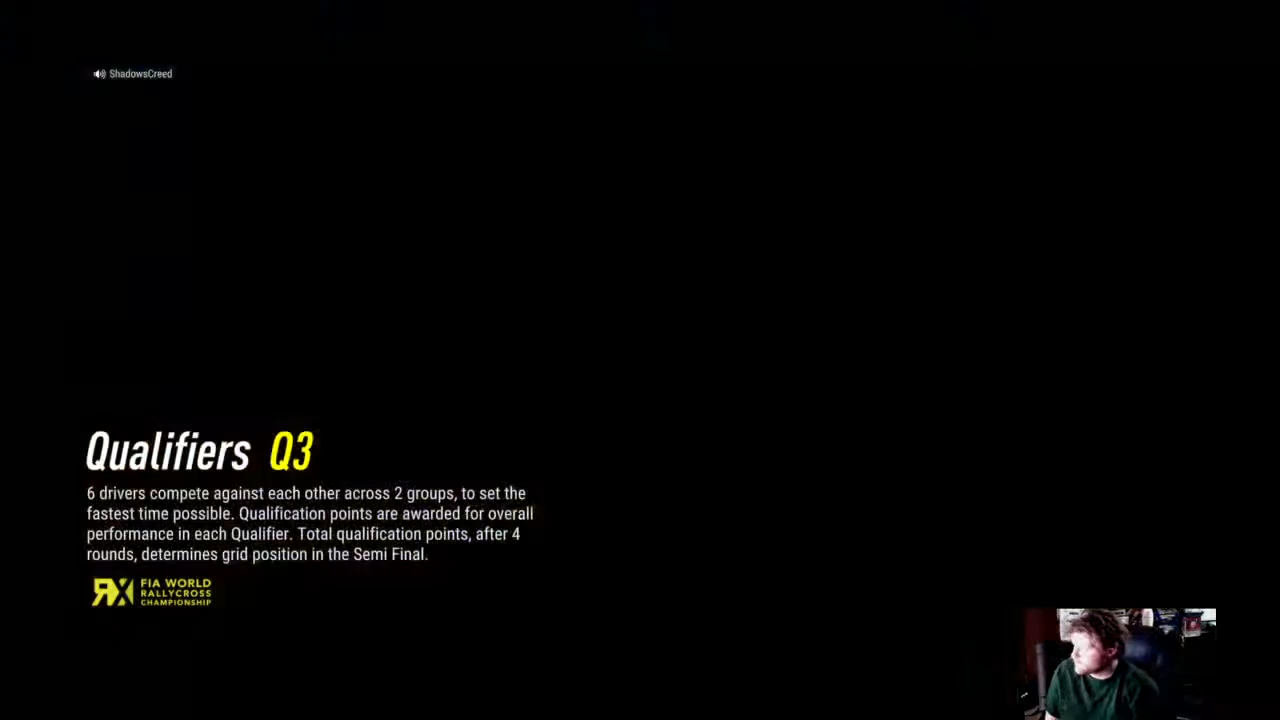 ShadowsCreed
Qualifiers Q3
6 drivers compete against each other across 2 groups, to set the
fastest time possible. Qualification points are awarded for overall
performance in each Qualifier. Total qualification points, after 4
rounds, determines grid position in the Semi Final.
RX
FIA WORLD
RALLYCROSS
CHAMPIONSHIP